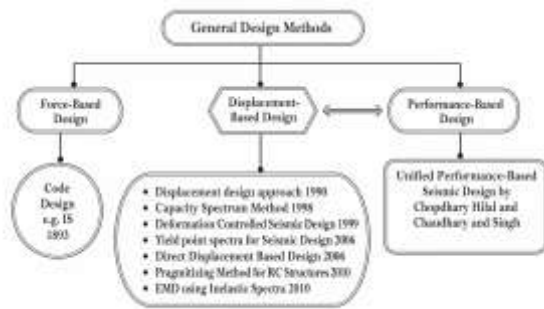 General Design Methods
Force-Based
Design
Displacement-
Based Design
Performance-Based
Design
Code
Design
e.g. IS
1893
• Displacement design approach 1990
• Capacity Spectrum Method 1998
• Deformation Controlled Seismic Design 1999
• Yield point spectra for Seismic Design 2006
• Direct Displacement Based Design 2006
• Pragmitizing Method for RC Structures 2010
• EMD using Inelastic Spectra 2010
Unified Performance-Based
Seismic Design by
Choudhary Hilal and
Chaudhary and Singh